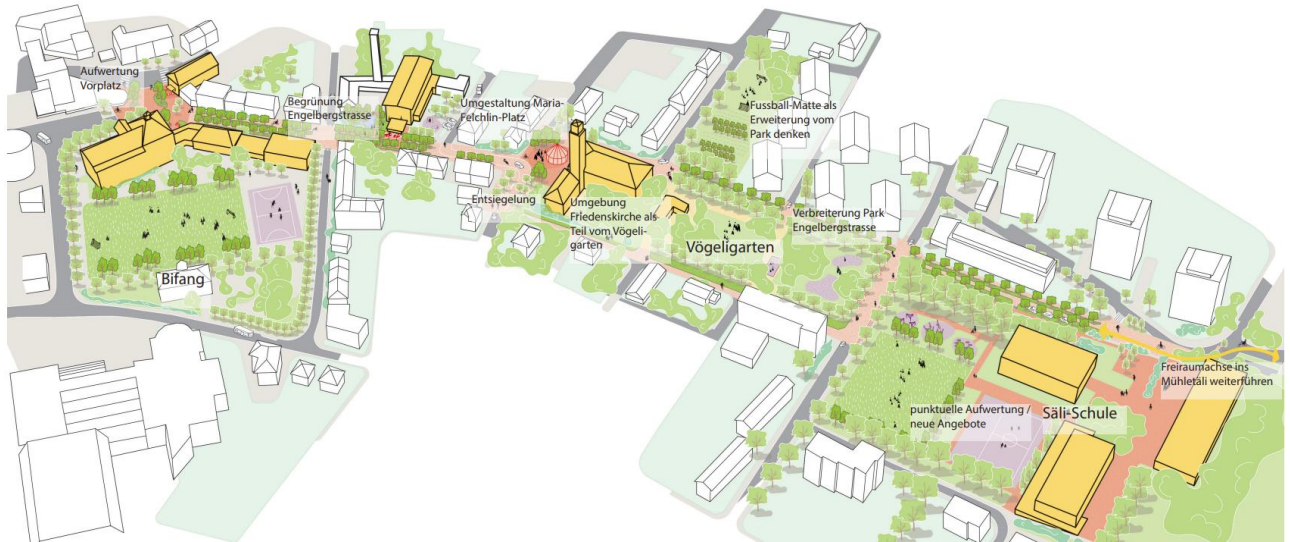 Aufwertung
Vorplatz
Begrünung
Engelbergstrasse
Umgestaltung Maria-
Felchlin-Platz
Fussball-Matte als
Erweiterung vom
Park denken
Entsiegelung
Umgebung
Friedenskirche als
Teil vom Vögeli-
garten
Vögeligarten
Verbreiterung Park
Engelbergstrasse
Bifang
Freiraumachse ins
Mühletäli weiterführen
punktuelle Aufwertung /
neue Angebote
Säli-Schule